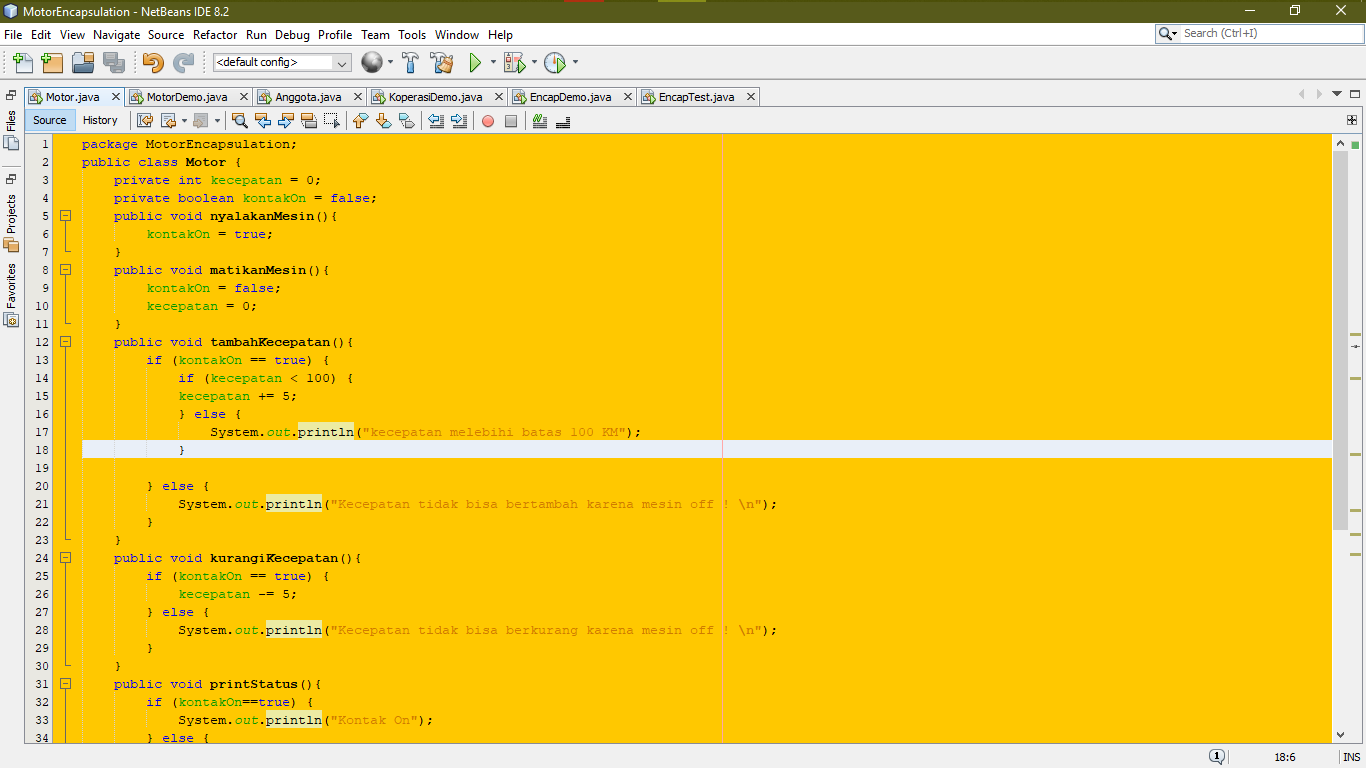 MotorEncapsulation - NetBeans IDE 8.2
File Edit View Navigate Source Refactor Run Debug Profile Team Tools Window Help
Search (Ctrl+I)
<default config>
Motor.java MotorDemo.java Anggota.java KoperasiDemo.java EncapDemo.java EncapTest.java
Source History
Files
Projects
Favorites
1 package MotorEncapsulation;
2 public class Motor {
3 private int kecepatan = 0;
4 private boolean kontakOn = false;
5 public void nyalakanMesin(){
6 kontakOn = true;
7 }
8 public void matikanMesin(){
9 kontakOn = false;
10 kecepatan = 0;
11 }
12 public void tambahKecepatan(){
13 if (kontakOn == true) {
14 if (kecepatan < 100) {
15 kecepatan += 5;
16 } else {
17 System.out.println("kecepatan melebihi batas 100 KM");
18 }
19
20 } else {
21 System.out.println("Kecepatan tidak bisa bertambah karena mesin off ! \n");
22 }
23 }
24 public void kurangiKecepatan(){
25 if (kontakOn == true) {
26 kecepatan -= 5;
27 } else {
28 System.out.println("Kecepatan tidak bisa berkurang karena mesin off ! \n");
29 }
30 }
31 public void printStatus(){
32 if (kontakOn==true) {
33 System.out.println("Kontak On");
34 } else {
1 18:6 INS